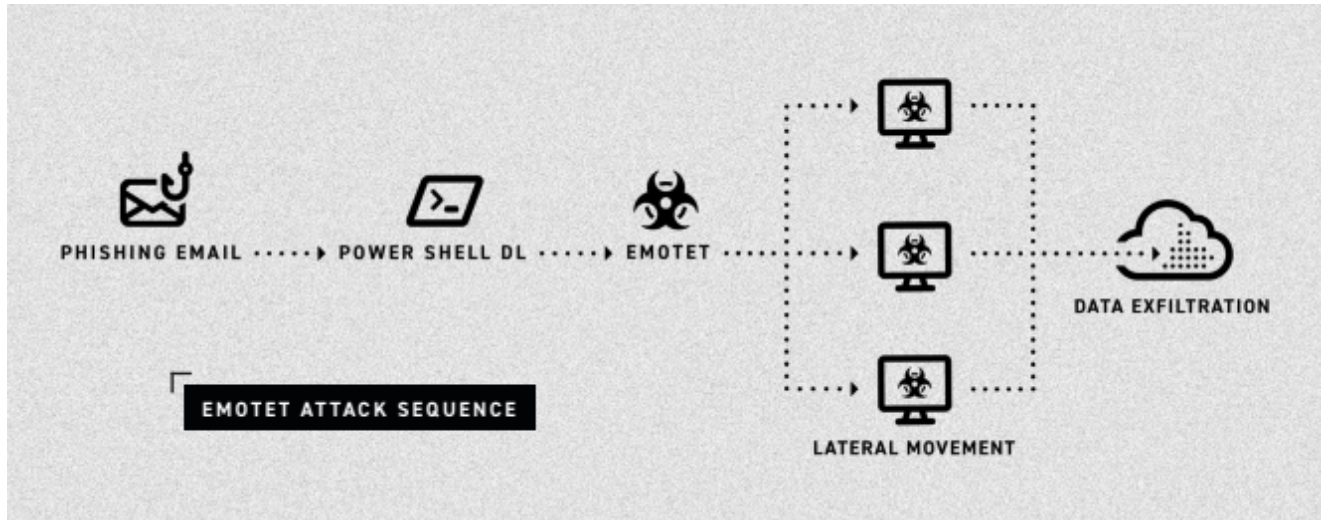 PHISHING EMAIL
POWER SHELL DL
EMOTET
LATERAL MOVEMENT
DATA EXFILTRATION
EMOTET ATTACK SEQUENCE